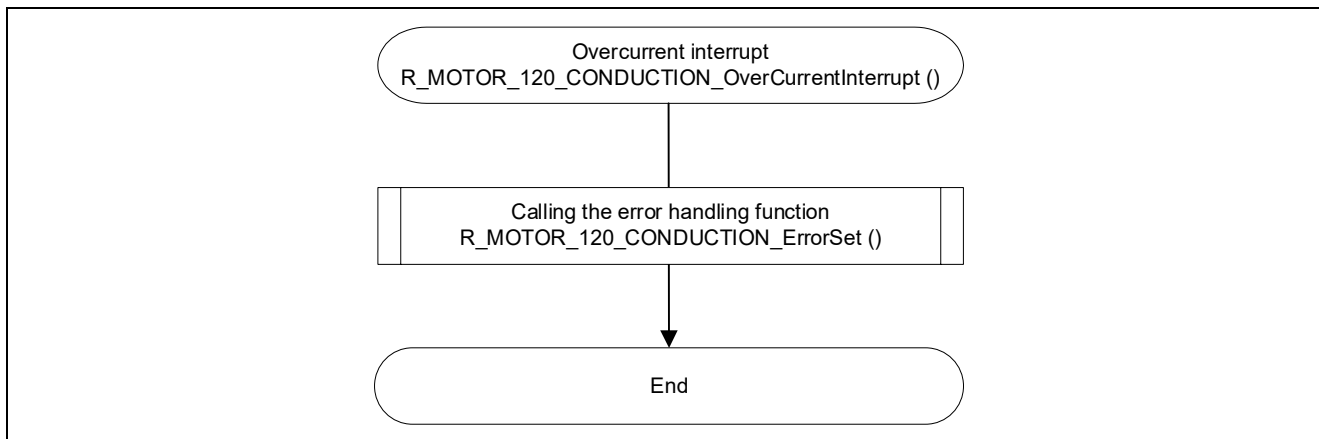 Overcurrent interrupt
R_MOTOR_120_CONDUCTION_OverCurrentInterrupt ()
Calling the error handling function
R_MOTOR_120_CONDUCTION_ErrorSet ()
End